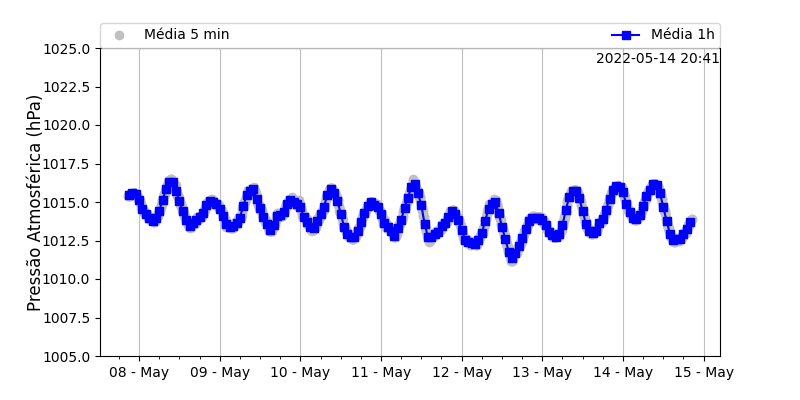 Média 5 min
Média 1h
2022-05-14 20:41
Pressão Atmosférica (hPa)
1025.0
1022.5
1020.0
1017.5
1015.0
1012.5
1010.0
1007.5
1005.0
08 - May
09 - May
10 - May
11 - May
12 - May
13 - May
14 - May
15 - May